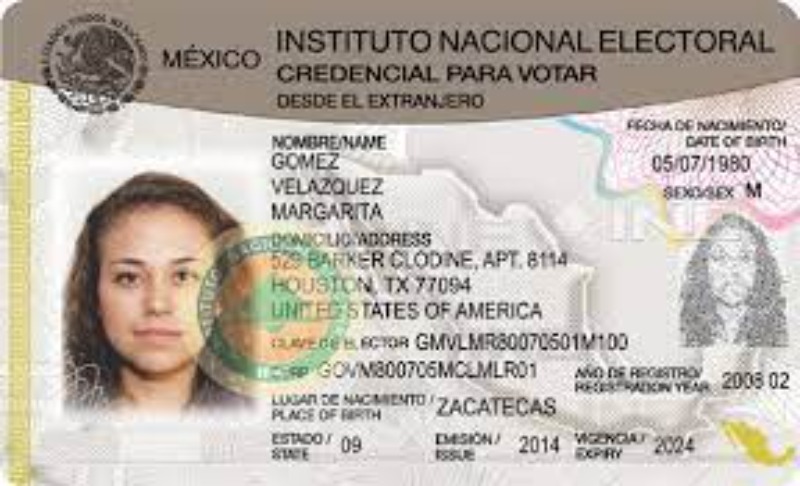 MÉXICO
INSTITUTO NACIONAL ELECTORAL
CREDENCIAL PARA VOTAR
DESDE EL EXTRANJERO
NOMBRE/NAME
GOMEZ
VELAZQUEZ
MARGARITA
FECHA DE NACIMIENTO/
DATE OF BIRTH
05/07/1980
SEXO/SEX M
DOMICILIO/ADDRESS
529 BARKER CLODINE, APT. 8114
HOUSTON, TX 77094
UNITED STATES OF AMERICA
CLAVE DE ELECTOR GMVLMR80070501M100
CURP GOVM800705MCLMLR01
AÑO DE REGISTRO/
REGISTRATION YEAR 2008 02
LUGAR DE NACIMIENTO /
PLACE OF BIRTH ZACATECAS
ESTADO /
STATE 09
EMISIÓN /
ISSUE 2014
VIGENCIA /
EXPIRY 2024